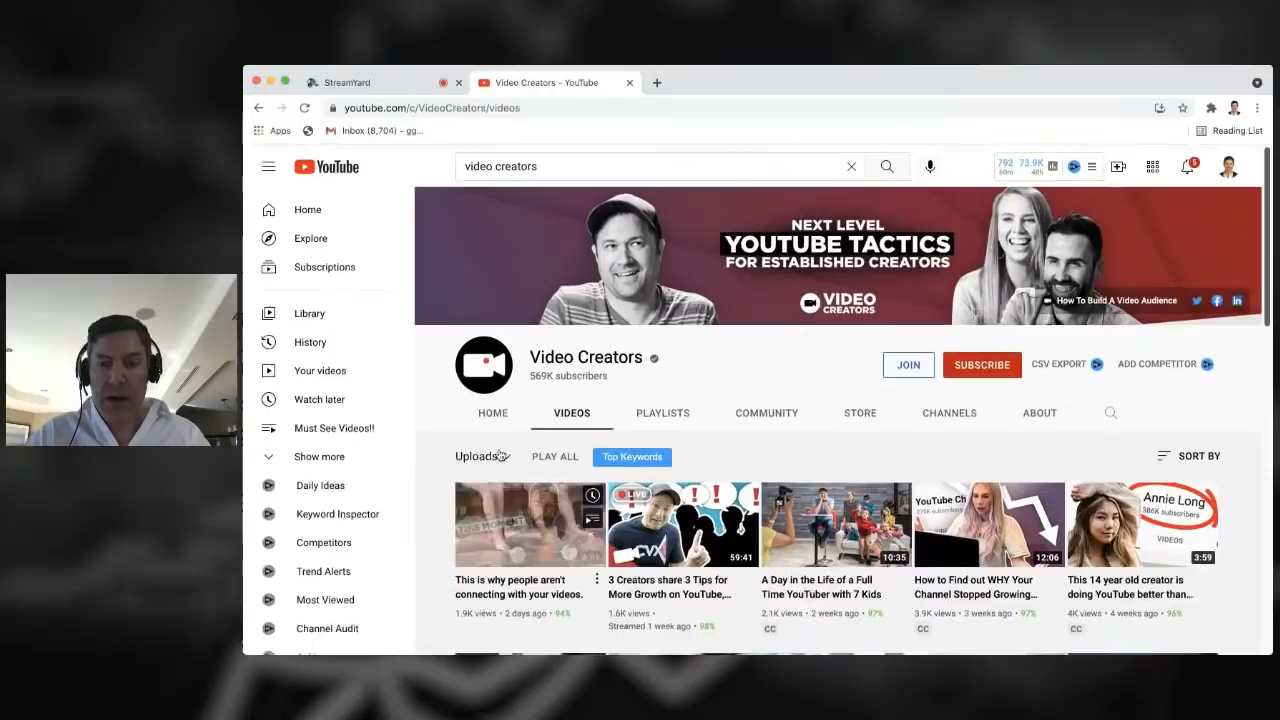 StreamYard
Video Creators - YouTube
youtube.com/c/VideoCreators/videos
Apps
Inbox (8,704) - gg...
Reading List
YouTube
video creators
792
60m
73.9K
48h
5
Home
Explore
Subscriptions
Library
History
Your videos
Watch later
Must See Videos!!
Show more
Daily Ideas
Keyword Inspector
Competitors
Trend Alerts
Most Viewed
Channel Audit
NEXT LEVEL
YOUTUBE TACTICS
FOR ESTABLISHED CREATORS
VIDEO
CREATORS
How To Build A Video Audience
Video Creators
569K subscribers
JOIN
SUBSCRIBE
CSV EXPORT
ADD COMPETITOR
HOME
VIDEOS
PLAYLISTS
COMMUNITY
STORE
CHANNELS
ABOUT
Uploads
PLAY ALL
Top Keywords
SORT BY
This is why people aren't
connecting with your videos.
1.9K views • 2 days ago • 94%
LIVE
CVX
59:41
3 Creators share 3 Tips for
More Growth on YouTube,...
1.6K views •
Streamed 1 week ago • 98%
10:35
A Day in the Life of a Full
Time YouTuber with 7 Kids
2.1K views • 2 weeks ago • 97%
CC
YouTube Ch
12:06
How to Find out WHY Your
Channel Stopped Growing...
3.9K views • 3 weeks ago • 97%
CC
Annie Long
386K subscribers
VIDEOS
3:59
This 14 year old creator is
doing YouTube better than...
4K views • 4 weeks ago • 96%
CC